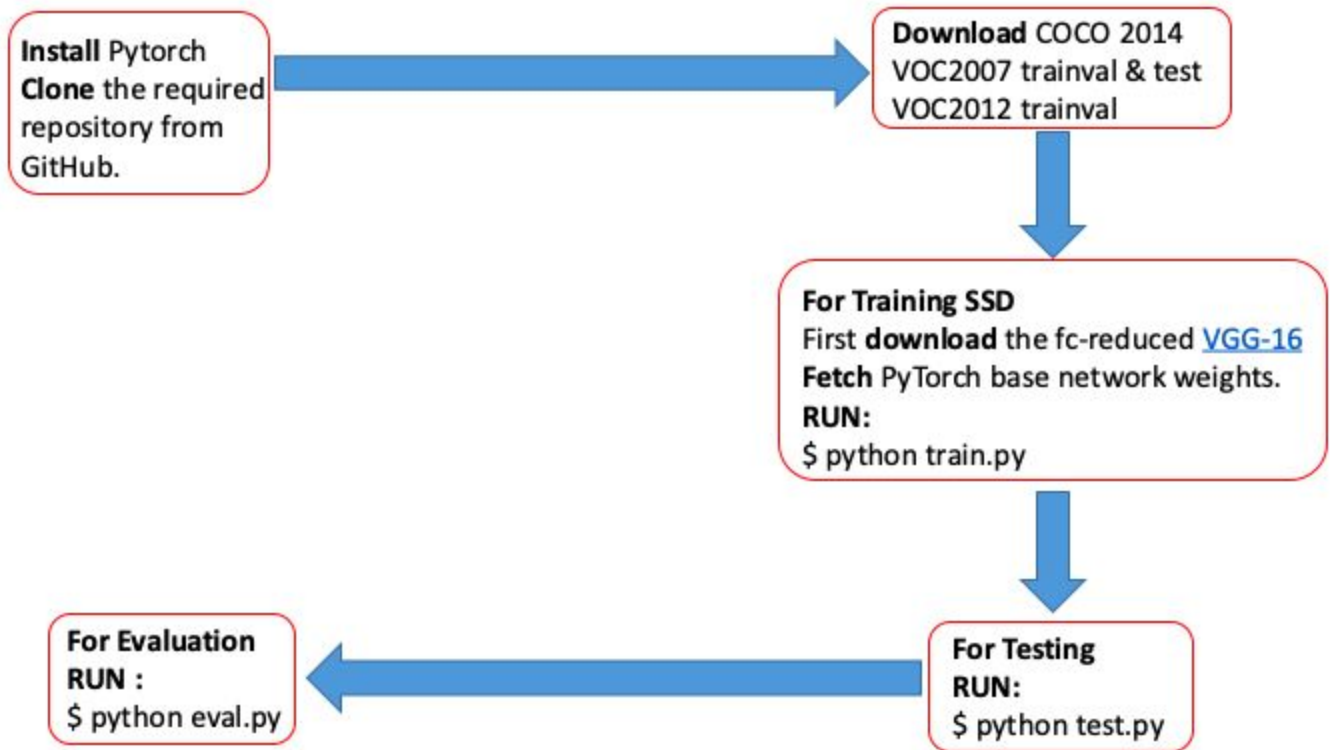 Install Pytorch
Clone the required
repository from
GitHub.
Download COCO 2014
VOC2007 trainval & test
VOC2012 trainval
For Training SSD
First download the fc-reduced VGG-16
Fetch PyTorch base network weights.
RUN:
$ python train.py
For Testing
RUN:
$ python test.py
For Evaluation
RUN :
$ python eval.py